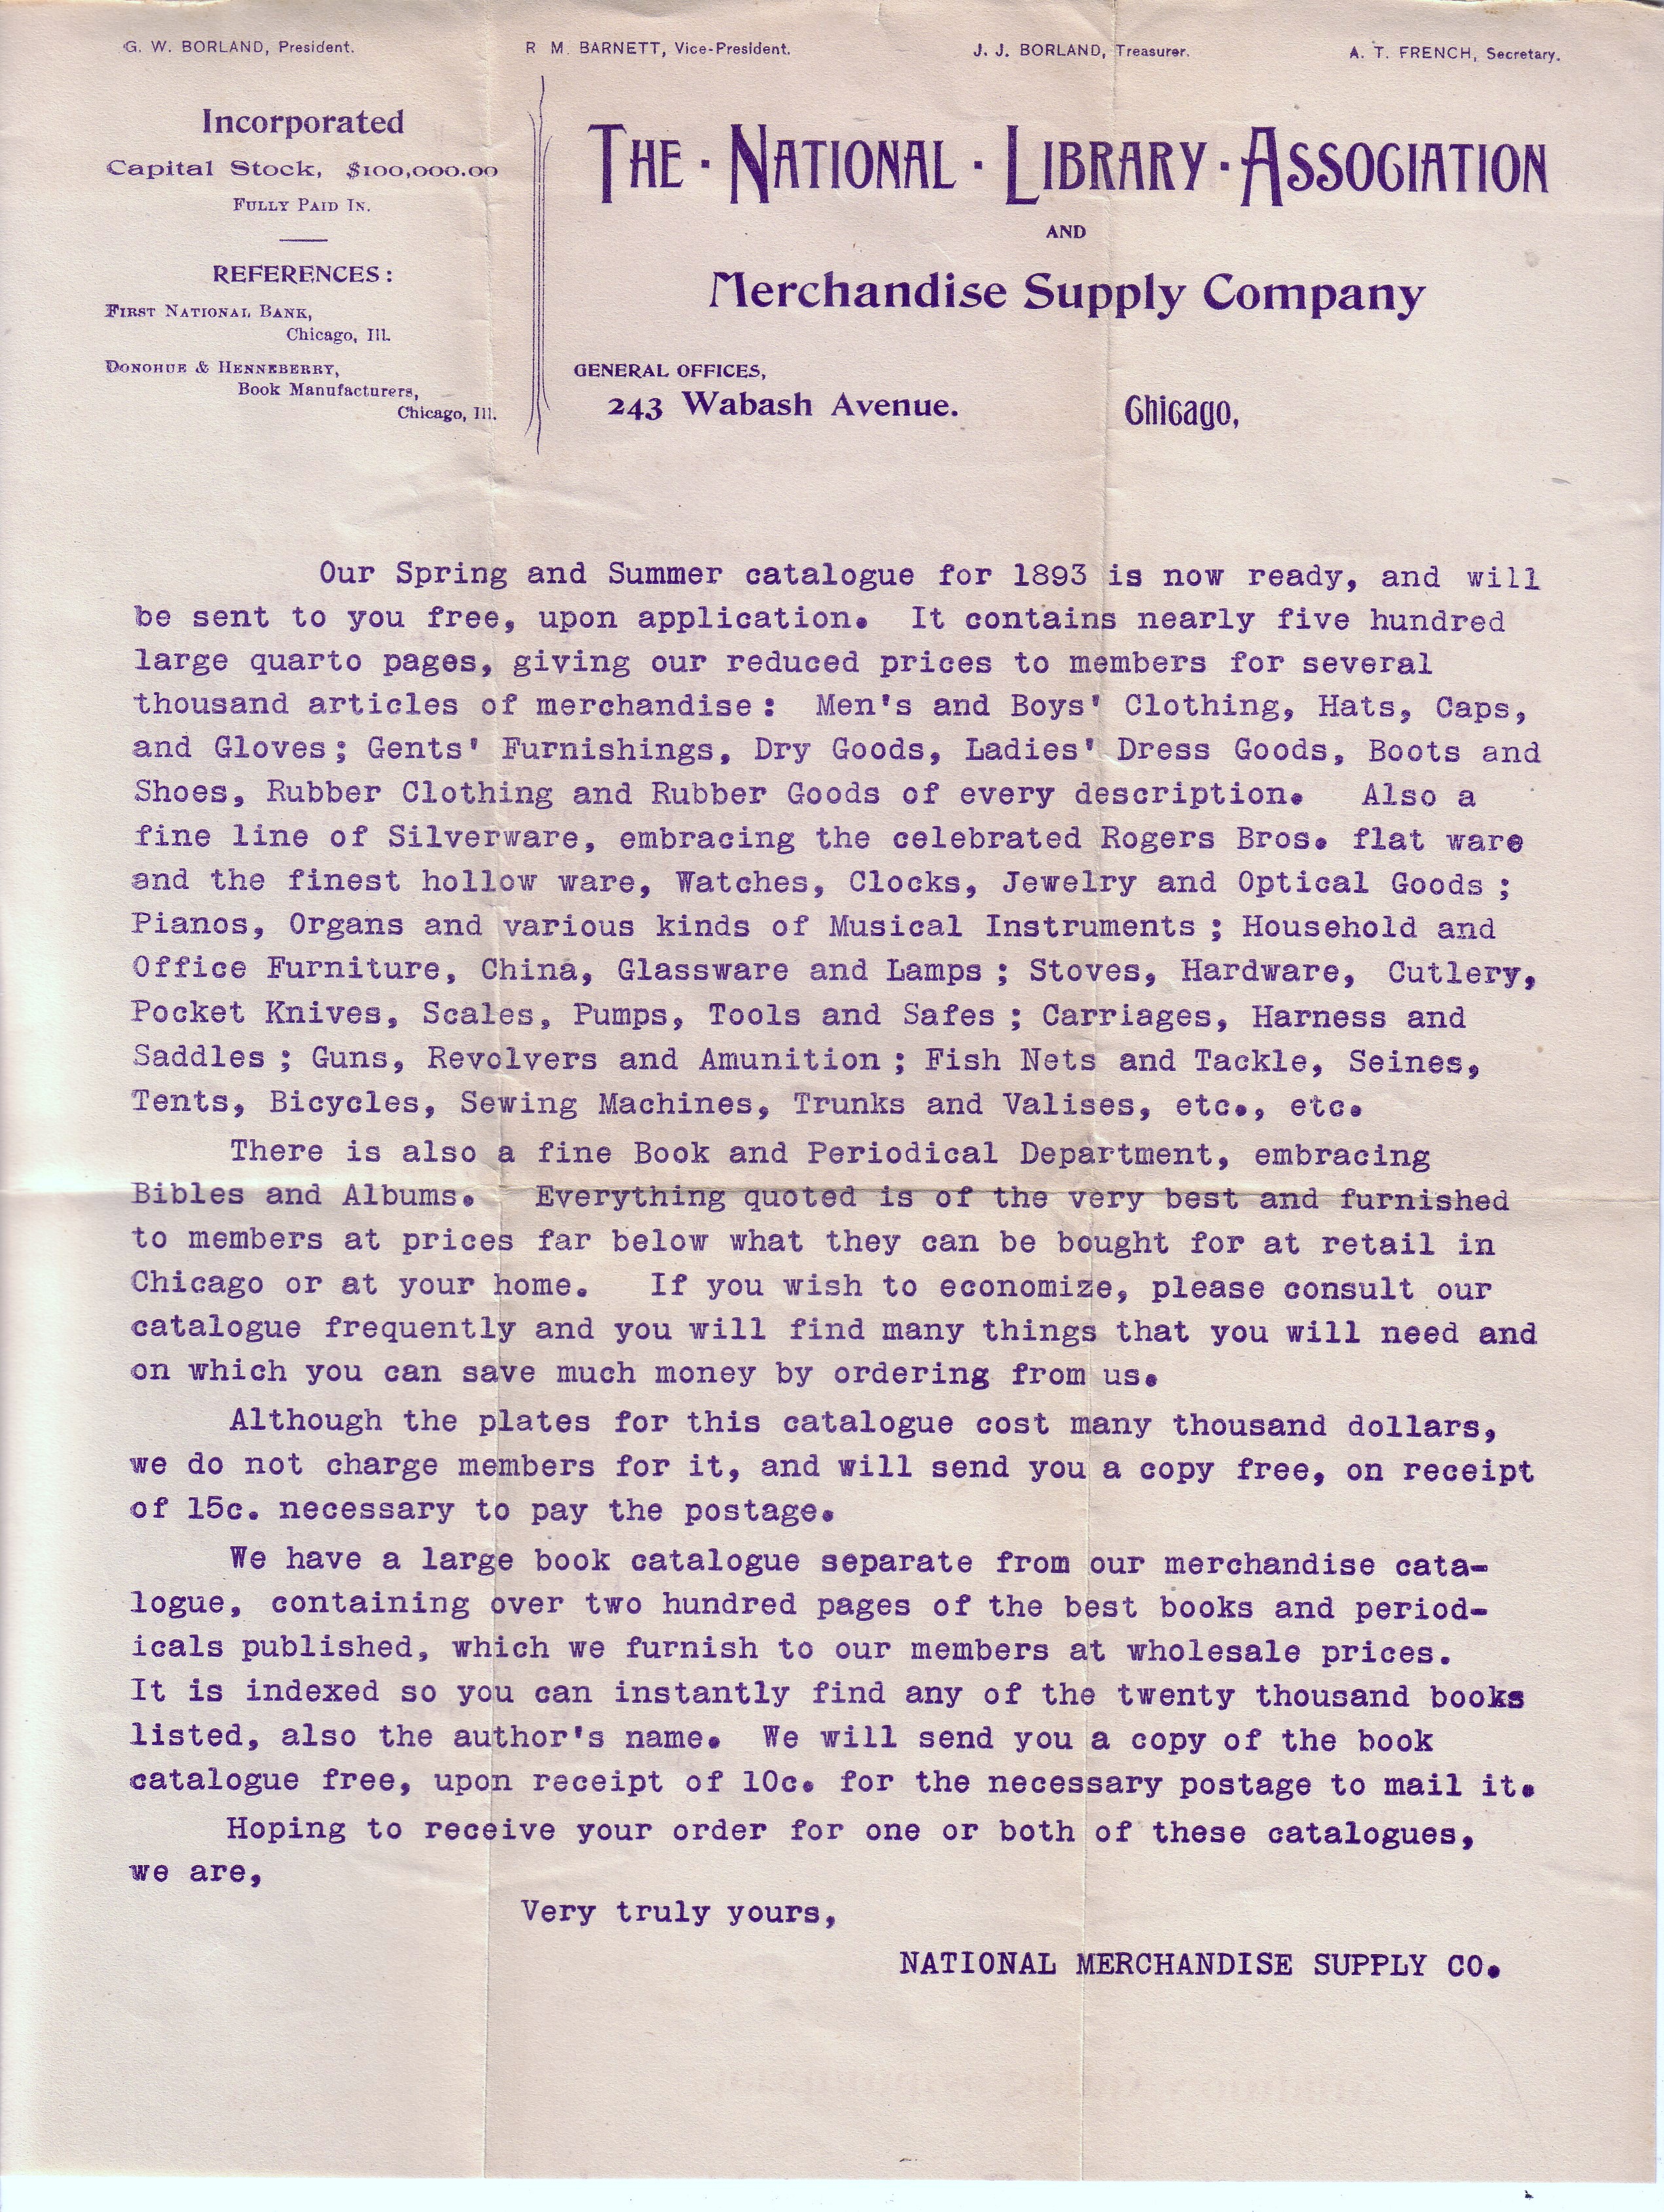 G. W. BORLAND, President. R M. BARNETT, Vice-President. J. J. BORLAND, Treasurer. A. T. FRENCH, Secretary.
Incorporated
Capital Stock, $100,000.00
FULLY PAID IN.
REFERENCES:
FIRST NATIONAL BANK,
Chicago, Ill.
DONOHUE & HENNEBERRY,
Book Manufacturers,
Chicago, Ill.
THE · NATIONAL · LIBRARY · ASSOCIATION
AND
Merchandise Supply Company
GENERAL OFFICES,
243 Wabash Avenue. Chicago,
Our Spring and Summer catalogue for 1893 is now ready, and will
be sent to you free, upon application. It contains nearly five hundred
large quarto pages, giving our reduced prices to members for several
thousand articles of merchandise: Men's and Boys' Clothing, Hats, Caps,
and Gloves; Gents' Furnishings, Dry Goods, Ladies' Dress Goods, Boots and
Shoes, Rubber Clothing and Rubber Goods of every description. Also a
fine line of Silverware, embracing the celebrated Rogers Bros. flat ware
and the finest hollow ware, Watches, Clocks, Jewelry and Optical Goods ;
Pianos, Organs and various kinds of Musical Instruments ; Household and
Office Furniture, China, Glassware and Lamps ; Stoves, Hardware, Cutlery,
Pocket Knives, Scales, Pumps, Tools and Safes ; Carriages, Harness and
Saddles ; Guns, Revolvers and Amunition ; Fish Nets and Tackle, Seines,
Tents, Bicycles, Sewing Machines, Trunks and Valises, etc., etc.
There is also a fine Book and Periodical Department, embracing
Bibles and Albums. Everything quoted is of the very best and furnished
to members at prices far below what they can be bought for at retail in
Chicago or at your home. If you wish to economize, please consult our
catalogue frequently and you will find many things that you will need and
on which you can save much money by ordering from us.
Although the plates for this catalogue cost many thousand dollars,
we do not charge members for it, and will send you a copy free, on receipt
of 15c. necessary to pay the postage.
We have a large book catalogue separate from our merchandise cata-
logue, containing over two hundred pages of the best books and period-
icals published, which we furnish to our members at wholesale prices.
It is indexed so you can instantly find any of the twenty thousand books
listed, also the author's name. We will send you a copy of the book
catalogue free, upon receipt of 10c. for the necessary postage to mail it.
Hoping to receive your order for one or both of these catalogues,
we are,
Very truly yours,
NATIONAL MERCHANDISE SUPPLY CO.